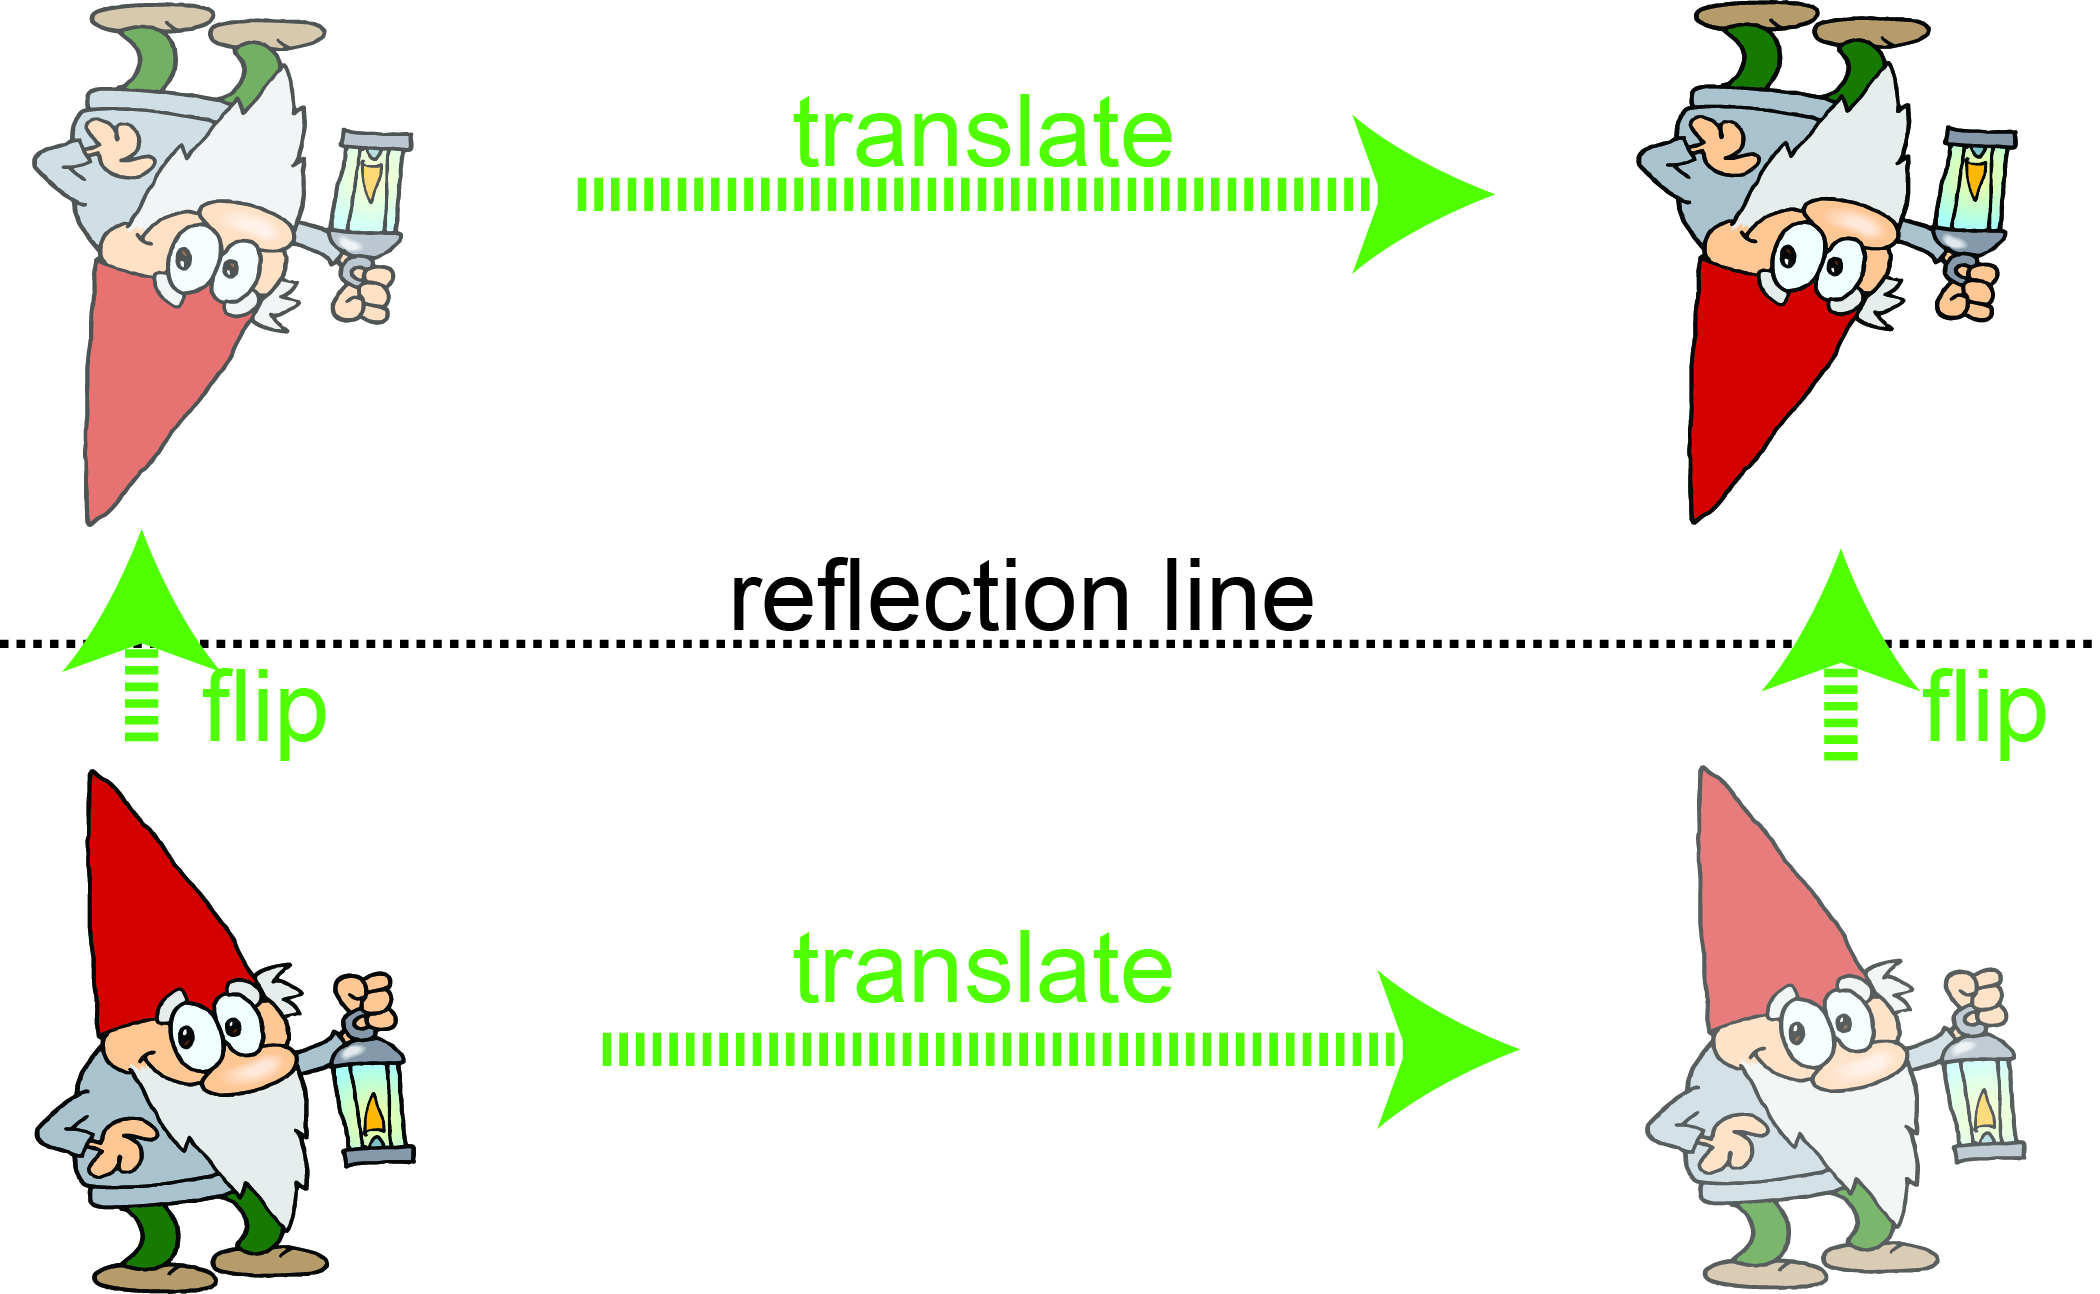 translate
reflection line
flip
flip
translate